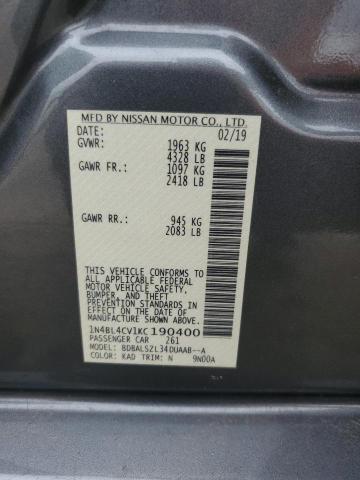 MFD BY NISSAN MOTOR CO., LTD.
DATE: 02/19
GVWR: 1963 KG
4328 LB
GAWR FR.: 1097 KG
2418 LB
GAWR RR: 945 KG
2083 LB
THIS VEHICLE CONFORMS TO
ALL APPLICABLE FEDERAL
MOTOR VEHICLE SAFETY,
BUMPER, AND THEFT
PREVENTION STANDARDS
IN EFFECT ON THE DATE OF
MANUFACTURE SHOWN ABOVE.
1N4BL4CV1KC190400
PASSENGER CAR 261
MODEL: BDBALSZL34DUAAB--A
COLOR: KAD TRIM: N 9N00A